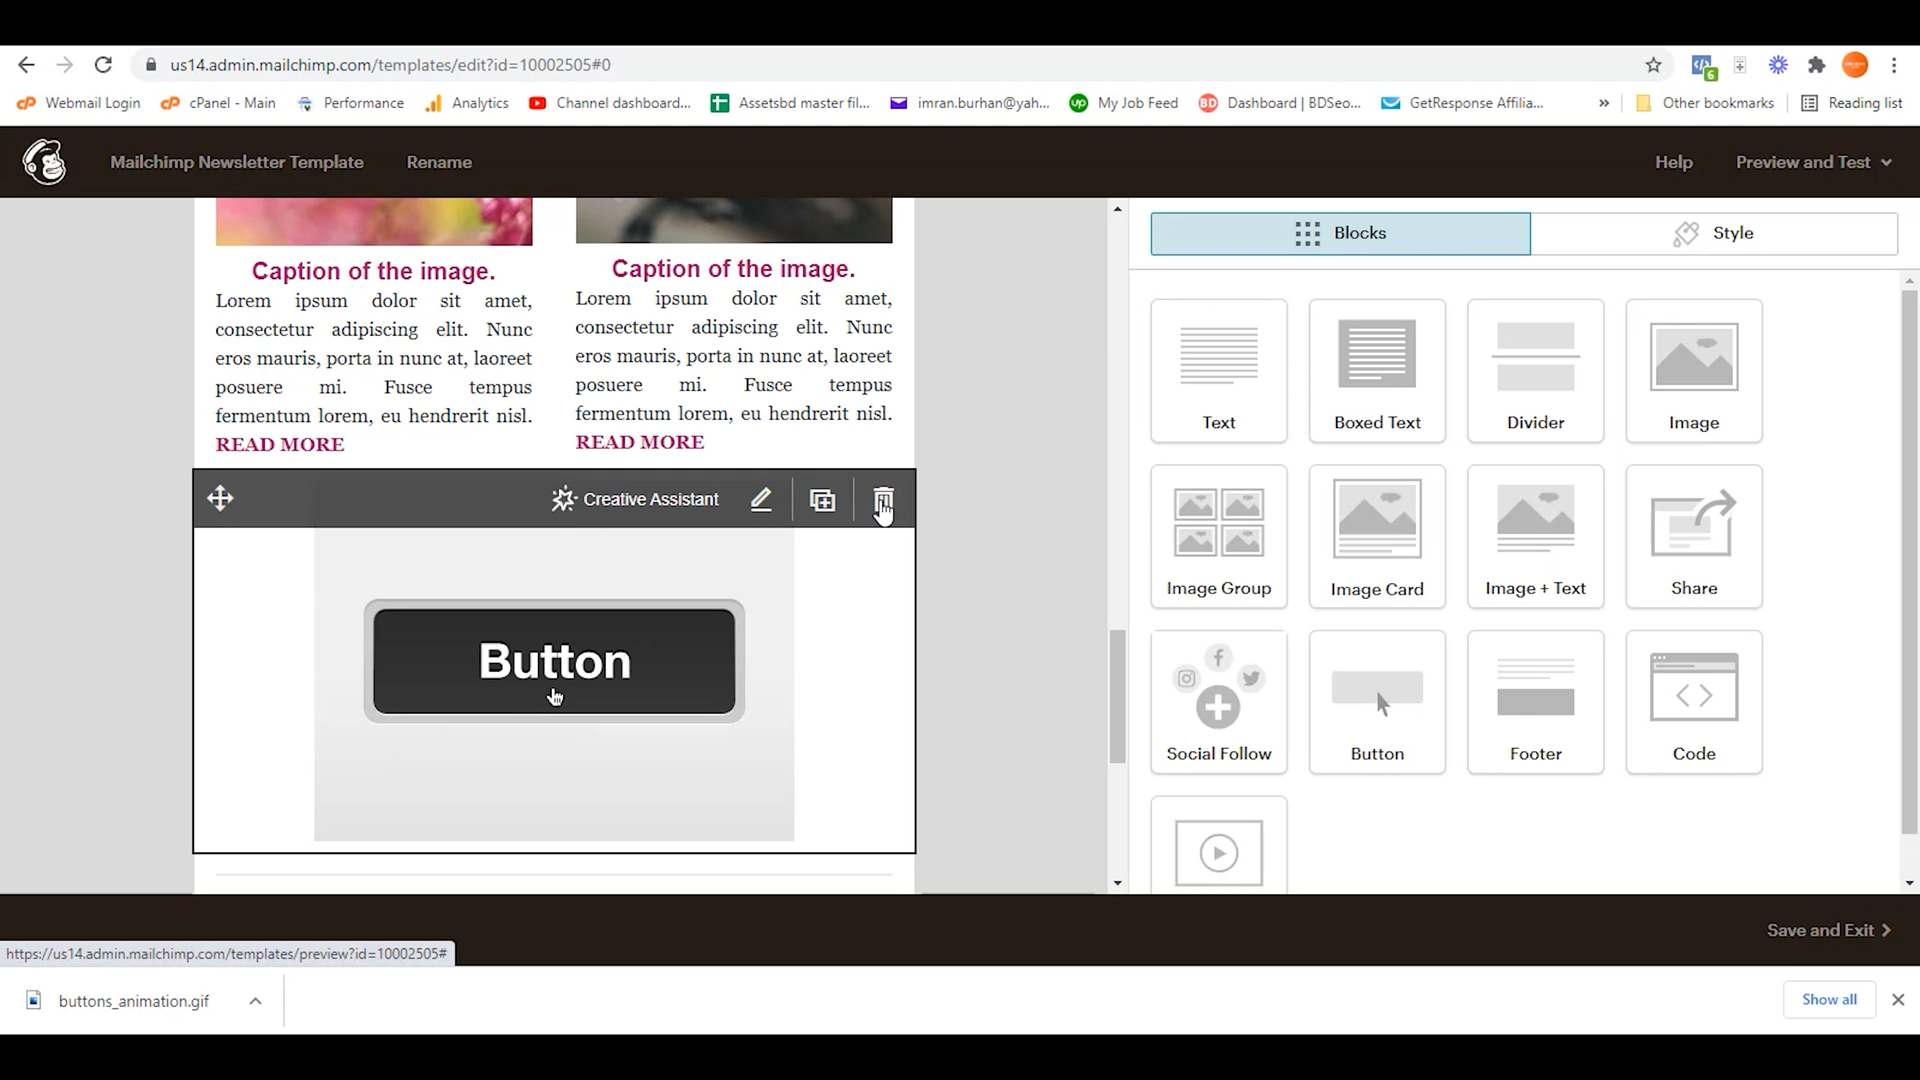 us14.admin.mailchimp.com/templates/edit?id=10002505#0
6
Webmail Login
cPanel - Main
Performance
Analytics
Channel dashboard...
Assetsbd master fil...
imran.burhan@yah...
My Job Feed
Dashboard | BDSeo...
GetResponse Affilia...
»
Other bookmarks
Reading list
Mailchimp Newsletter Template
Rename
Help
Preview and Test
Blocks
Style
Caption of the image.
Lorem ipsum dolor sit amet,
consectetur adipiscing elit. Nunc
eros mauris, porta in nunc at, laoreet
posuere mi. Fusce tempus
fermentum lorem, eu hendrerit nisl.
READ MORE
Caption of the image.
Lorem ipsum dolor sit amet,
consectetur adipiscing elit. Nunc
eros mauris, porta in nunc at, laoreet
posuere mi. Fusce tempus
fermentum lorem, eu hendrerit nisl.
READ MORE
Creative Assistant
Button
Text
Boxed Text
Divider
Image
Image Group
Image Card
Image + Text
Share
Social Follow
Button
Footer
Code
Save and Exit
https://us14.admin.mailchimp.com/templates/preview?id=10002505#
buttons_animation.gif
Show all